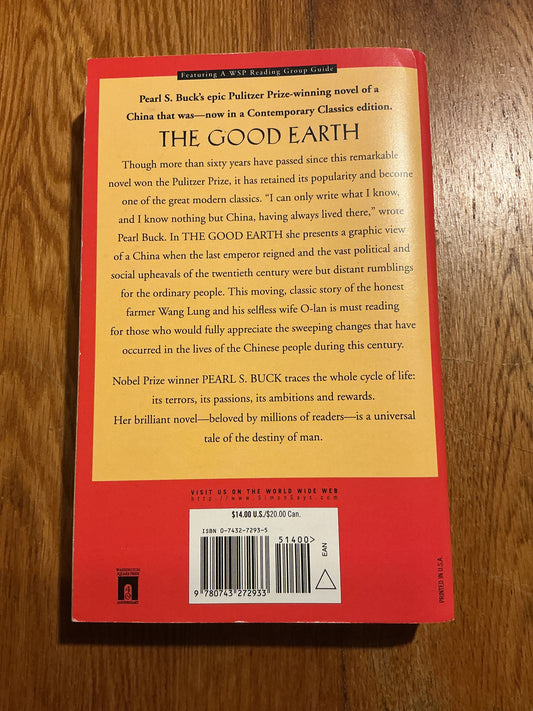 Featuring A WSP Reading Group Guide
Pearl S. Buck's epic Pulitzer Prize-winning novel of a
China that was—now in a Contemporary Classics edition.
THE GOOD EARTH
Though more than sixty years have passed since this remarkable
novel won the Pulitzer Prize, it has retained its popularity and become
one of the great modern classics. "I can only write what I know,
and I know nothing but China, having always lived there," wrote
Pearl Buck. In THE GOOD EARTH she presents a graphic view
of a China when the last emperor reigned and the vast political and
social upheavals of the twentieth century were but distant rumblings
for the ordinary people. This moving, classic story of the honest
farmer Wang Lung and his selfless wife O-lan is must reading
for those who would fully appreciate the sweeping changes that have
occurred in the lives of the Chinese people during this century.
Nobel Prize winner PEARL S. BUCK traces the whole cycle of life:
its terrors, its passions, its ambitions and rewards.
Her brilliant novel—beloved by millions of readers—is a universal
tale of the destiny of man.
VISIT US ON THE WORLD WIDE WEB
http://www.SimonSays.com
$14.00 U.S./$20.00 Can.
ISBN 0-7432-7293-5
51400>
EAN
9 780743 272933
WASHINGTON
SQUARE PRESS
PRINTED IN U.S.A.